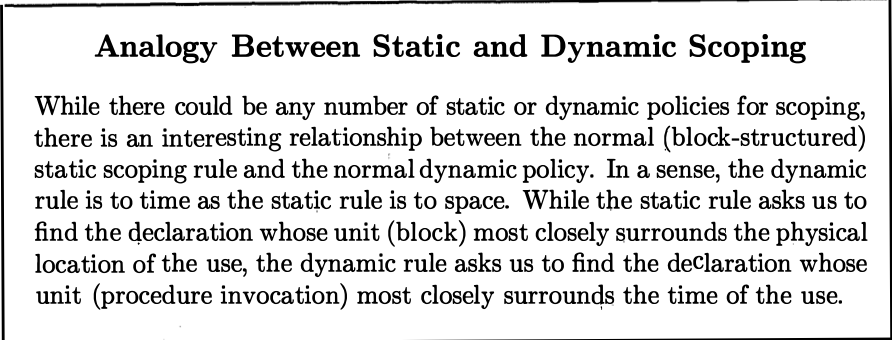 Analogy Between Static and Dynamic Scoping
While there could be any number of static or dynamic policies for scoping,
there is an interesting relationship between the normal (block-structured)
static scoping rule and the normal dynamic policy. In a sense, the dynamic
rule is to time as the static rule is to space. While the static rule asks us to
find the declaration whose unit (block) most closely surrounds the physical
location of the use, the dynamic rule asks us to find the declaration whose
unit (procedure invocation) most closely surrounds the time of the use.